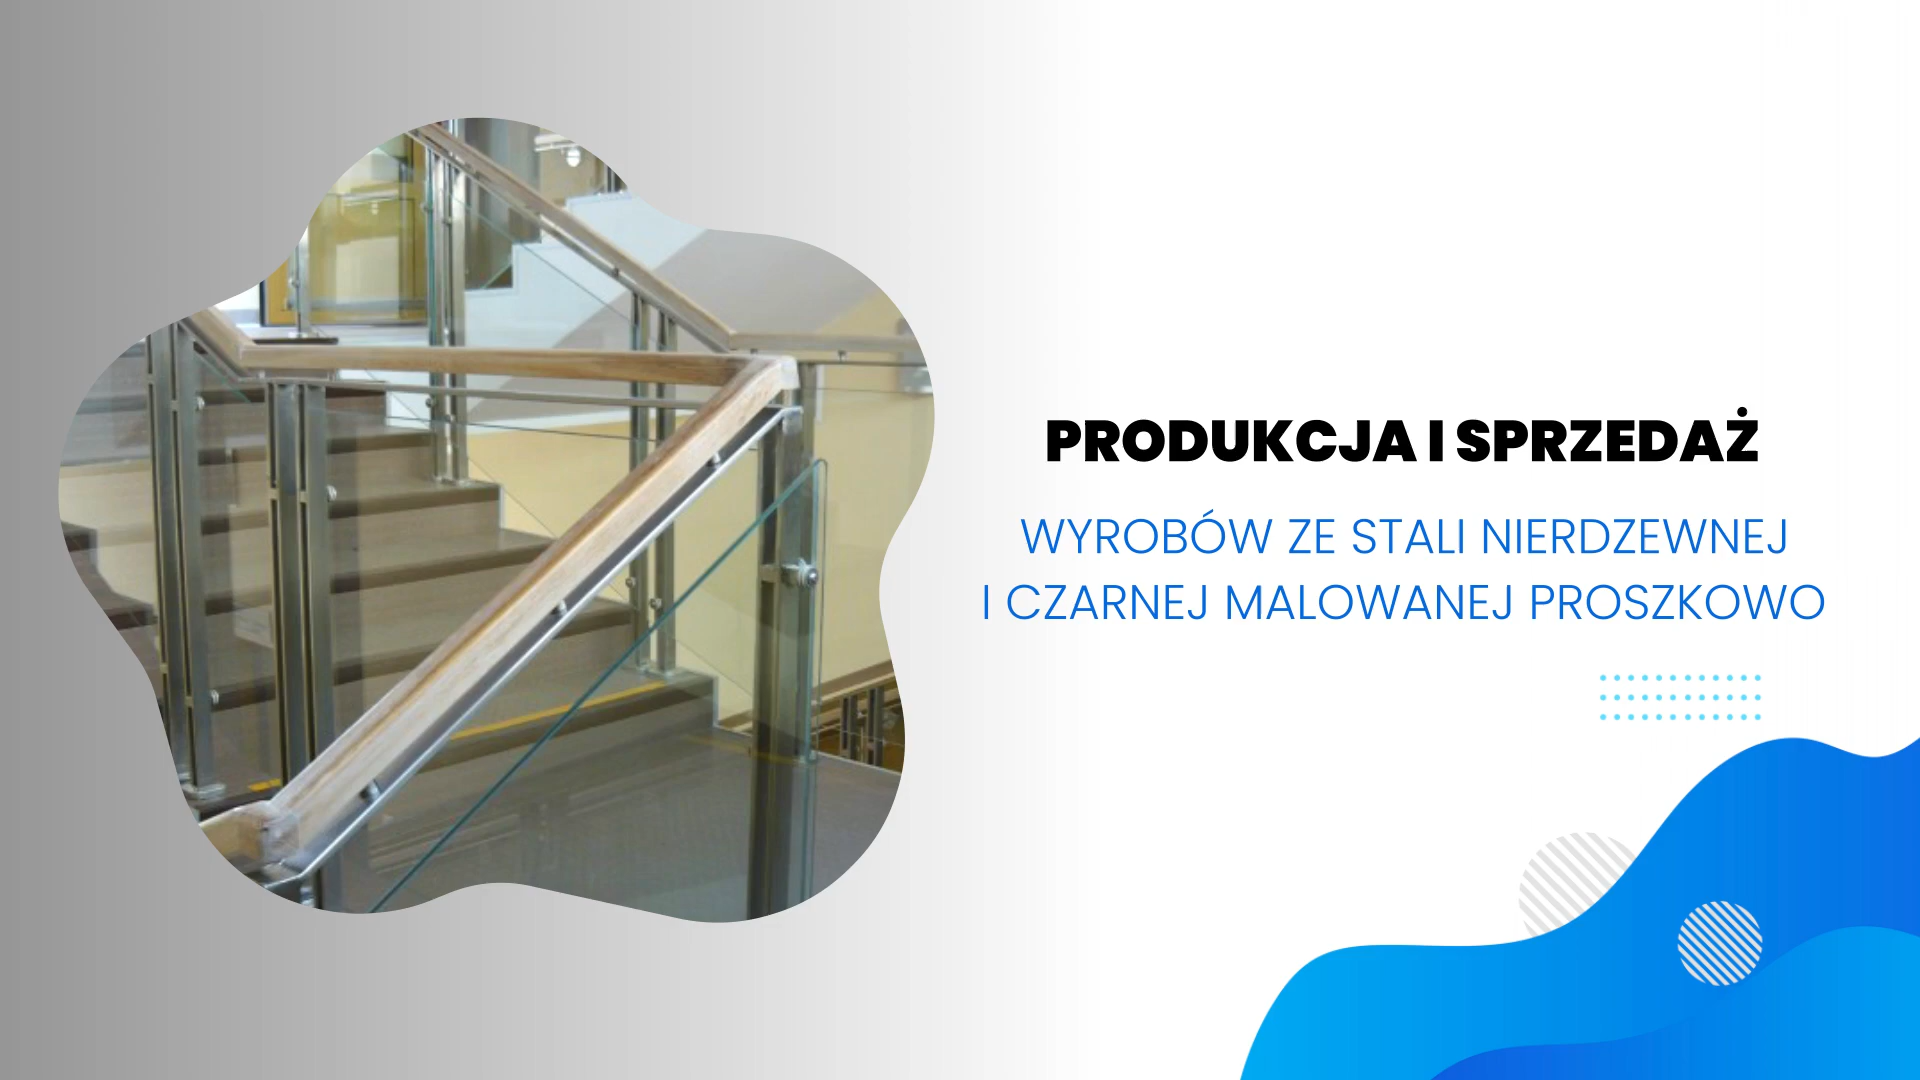 PRODUKCJA I SPRZEDAŻ
WYROBÓW ZE STALI NIERDZEWNEJ
I CZARNEJ MALOWANEJ PROSZKOWO